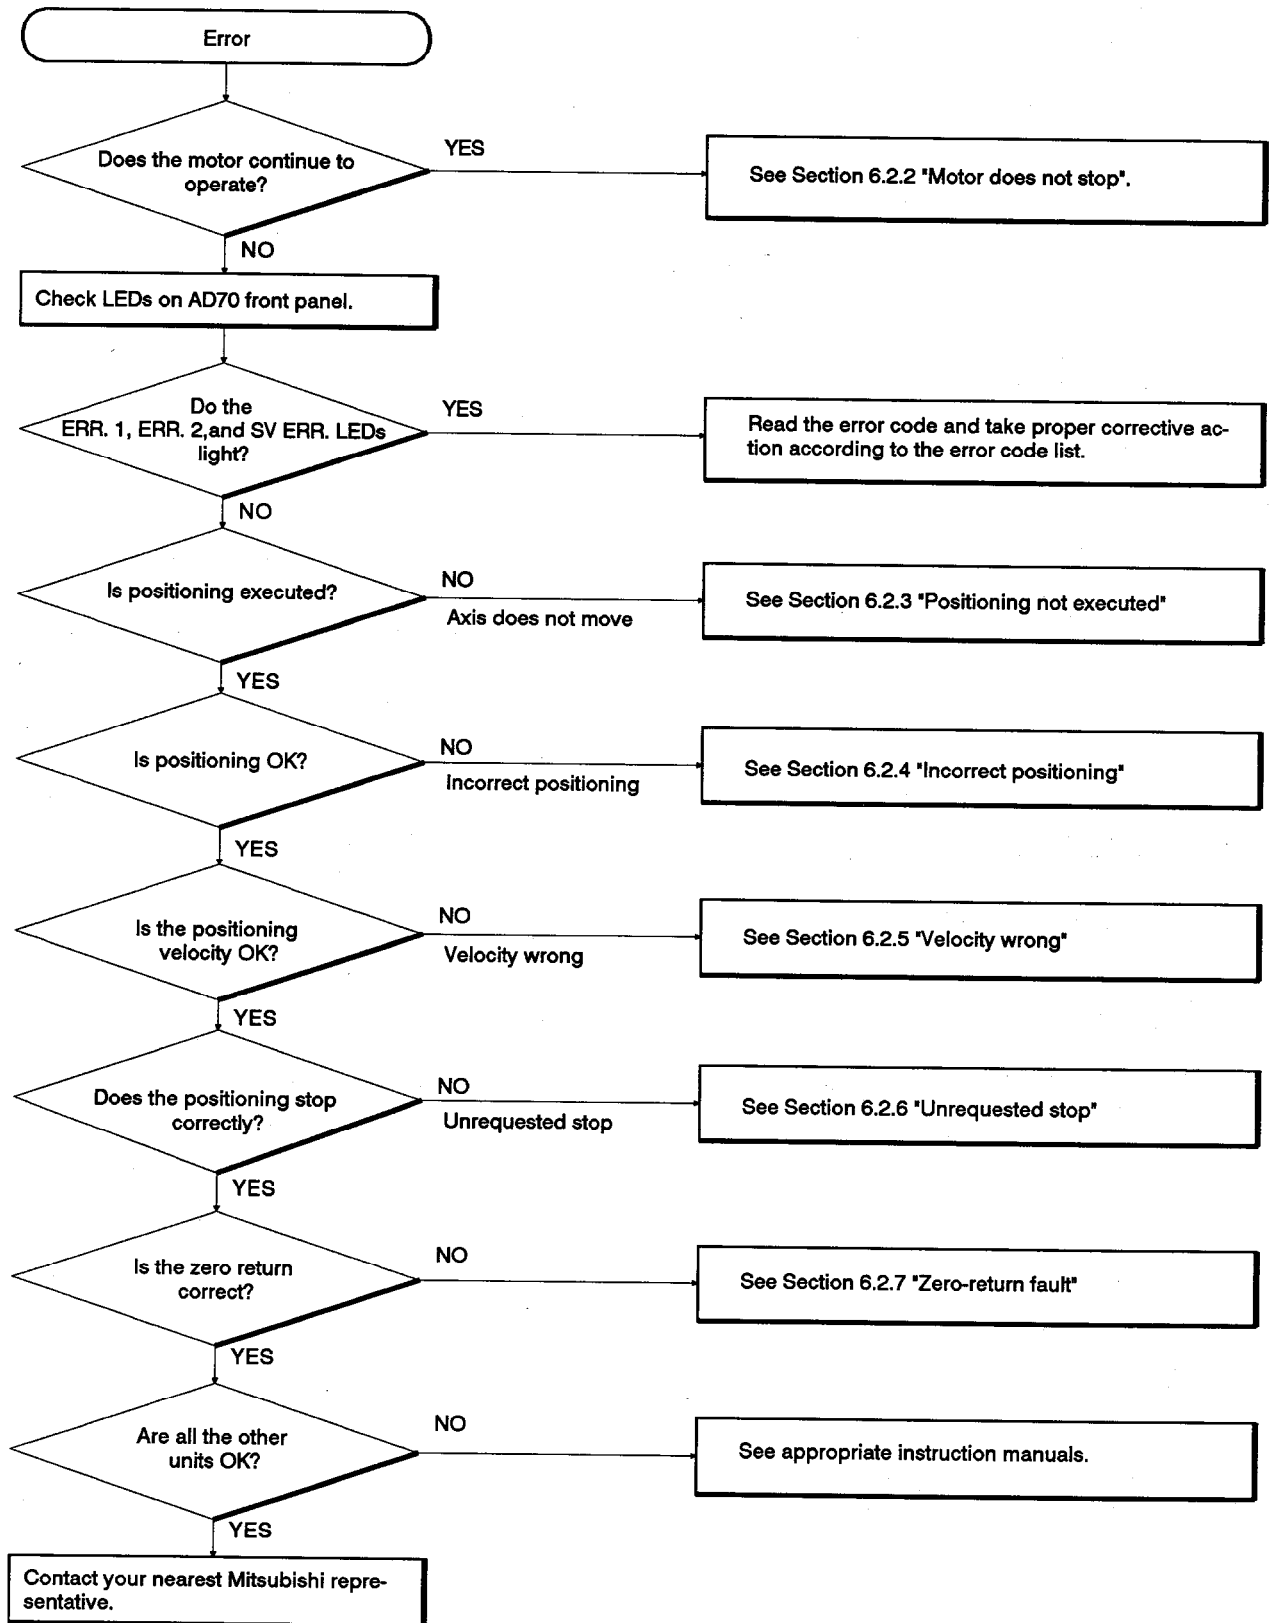 Error
Does the motor continue to
operate?
YES
See Section 6.2.2 "Motor does not stop".
NO
Check LEDs on AD70 front panel.
Do the
ERR. 1, ERR. 2,and SV ERR. LEDs
light?
YES
Read the error code and take proper corrective ac-
tion according to the error code list.
NO
Is positioning executed?
NO
Axis does not move
See Section 6.2.3 "Positioning not executed"
YES
Is positioning OK?
NO
Incorrect positioning
See Section 6.2.4 "Incorrect positioning"
YES
Is the positioning
velocity OK?
NO
Velocity wrong
See Section 6.2.5 "Velocity wrong"
YES
Does the positioning stop
correctly?
NO
Unrequested stop
See Section 6.2.6 "Unrequested stop"
YES
Is the zero return
correct?
NO
See Section 6.2.7 "Zero-return fault"
YES
Are all the other
units OK?
NO
See appropriate instruction manuals.
YES
Contact your nearest Mitsubishi repre-
sentative.